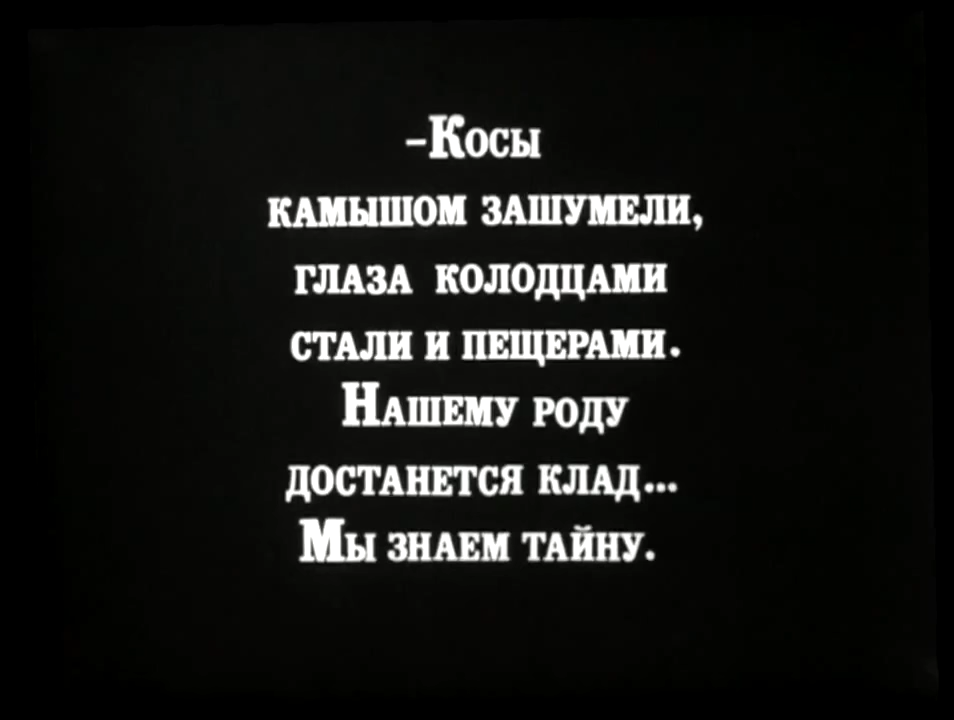 –Косы
камышом зашумели,
глаза колодцами
стали и пещерами.
Нашему роду
достанется клад...
Мы знаем тайну.